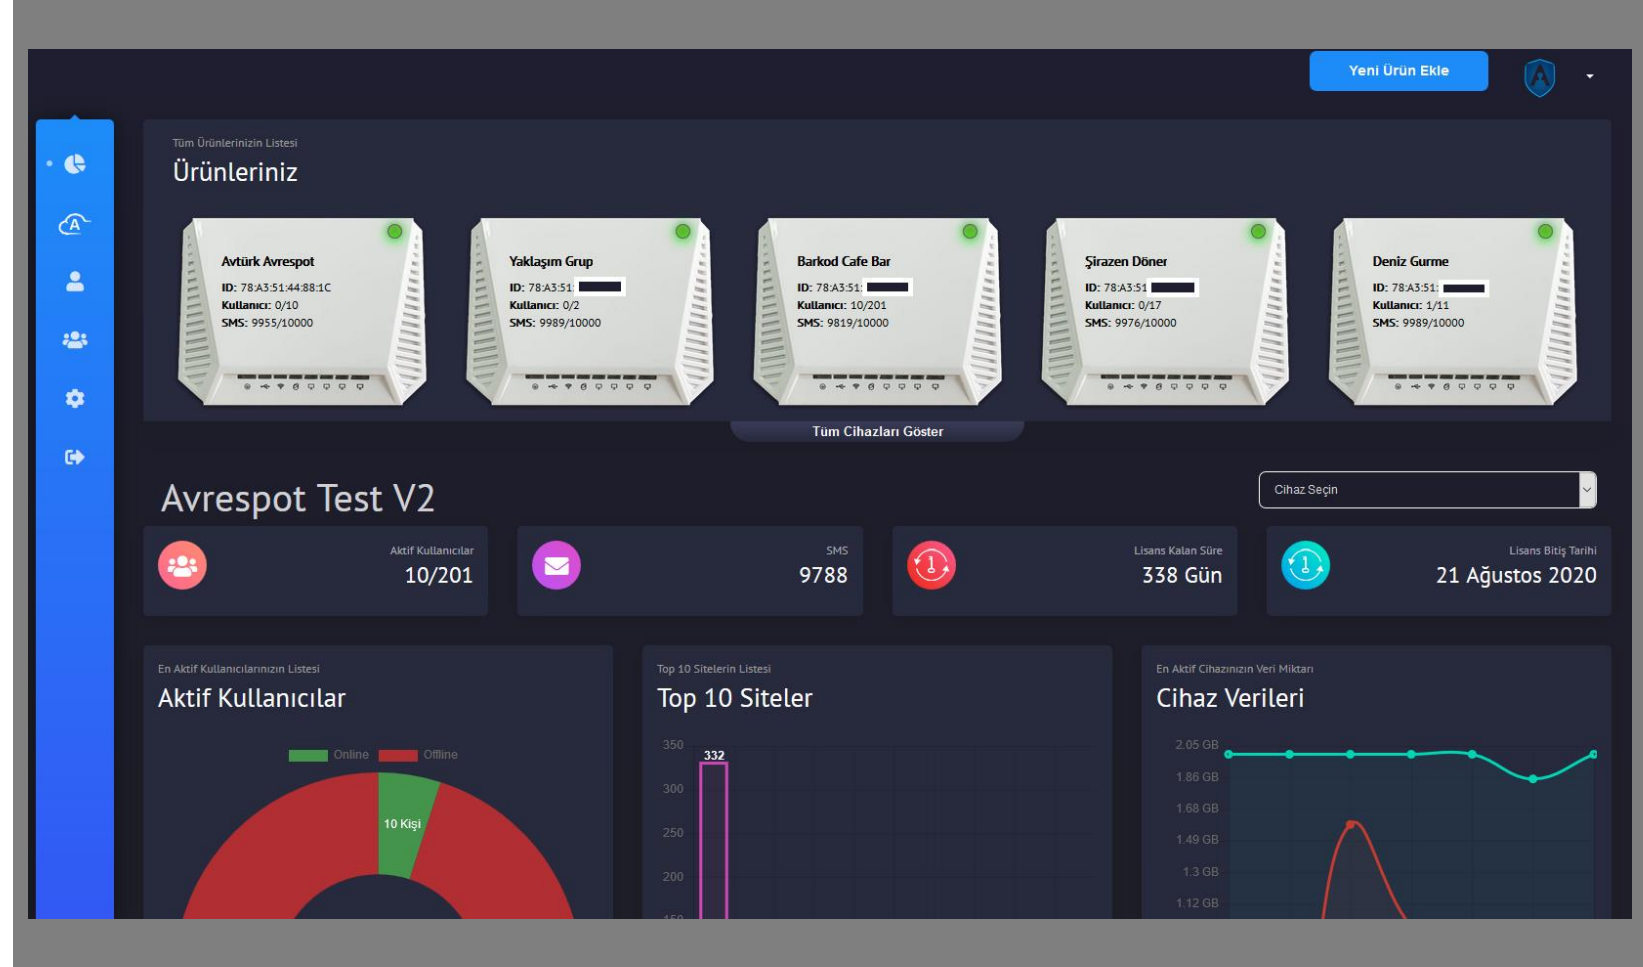 Yeni Ürün Ekle
Tüm Ürünlerinizin Listesi
Ürünleriniz
Avtürk Avrespot
ID: 78:A3:51:44:88:1C
Kullanıcı: 0/10
SMS: 9955/10000
Yaklaşım Grup
ID: 78:A3:51:
Kullanıcı: 0/2
SMS: 9989/10000
Barkod Cafe Bar
ID: 78:A3:51:
Kullanıcı: 10/201
SMS: 9819/10000
Şirazen Döner
ID: 78:A3:51
Kullanıcı: 0/17
SMS: 9976/10000
Deniz Gurme
ID: 78:A3:51:
Kullanıcı: 1/11
SMS: 9989/10000
Tüm Cihazları Göster
Avrespot Test V2
Cihaz Seçin
Aktif Kullanıcılar
10/201
SMS
9788
Lisans Kalan Süre
338 Gün
Lisans Bitiş Tarihi
21 Ağustos 2020
En Aktif Kullanıcılarınızın Listesi
Aktif Kullanıcılar
Online Offline
10 Kişi
Top 10 Sitelerin Listesi
Top 10 Siteler
350
332
300
250
200
150
En Aktif Cihazınızın Veri Miktarı
Cihaz Verileri
2.05 GB
1.86 GB
1.68 GB
1.49 GB
1.3 GB
1.12 GB